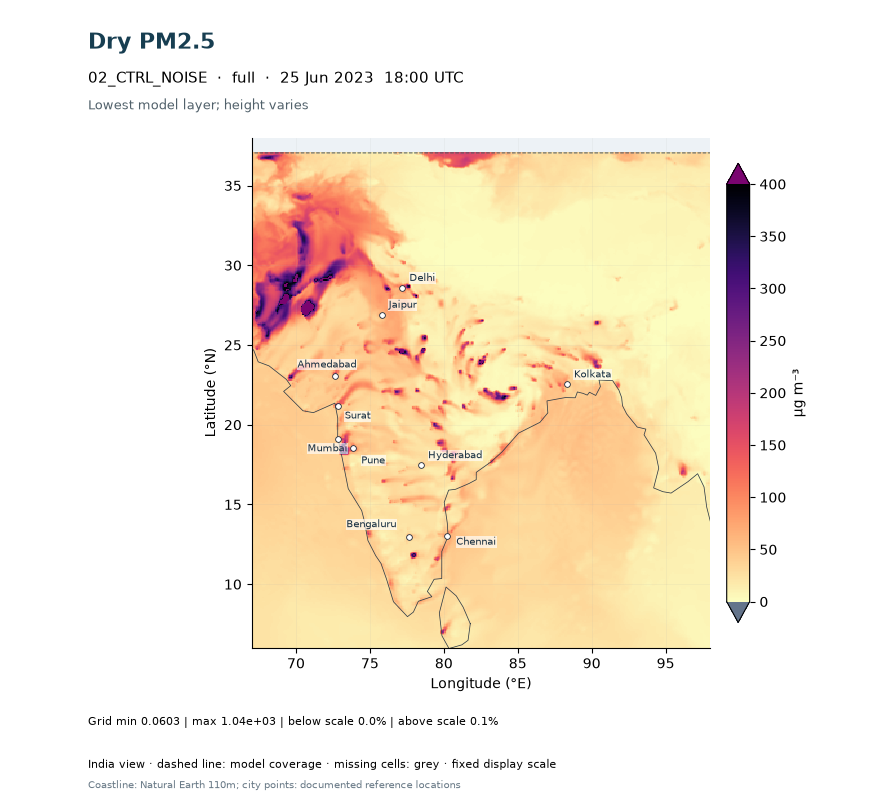 Dry PM2.5
02_CTRL_NOISE · full · 25 Jun 2023 18:00 UTC
Lowest model layer; height varies
35
30
25
20
15
10
Latitude (°N)
70
75
80
85
90
95
Longitude (°E)
Delhi
Jaipur
Ahmedabad
Kolkata
Surat
Mumbai
Pune
Hyderabad
Bengaluru
Chennai
400
350
300
250
200
150
100
50
0
µg m⁻³
Grid min 0.0603 | max 1.04e+03 | below scale 0.0% | above scale 0.1%
India view · dashed line: model coverage · missing cells: grey · fixed display scale
Coastline: Natural Earth 110m; city points: documented reference locations